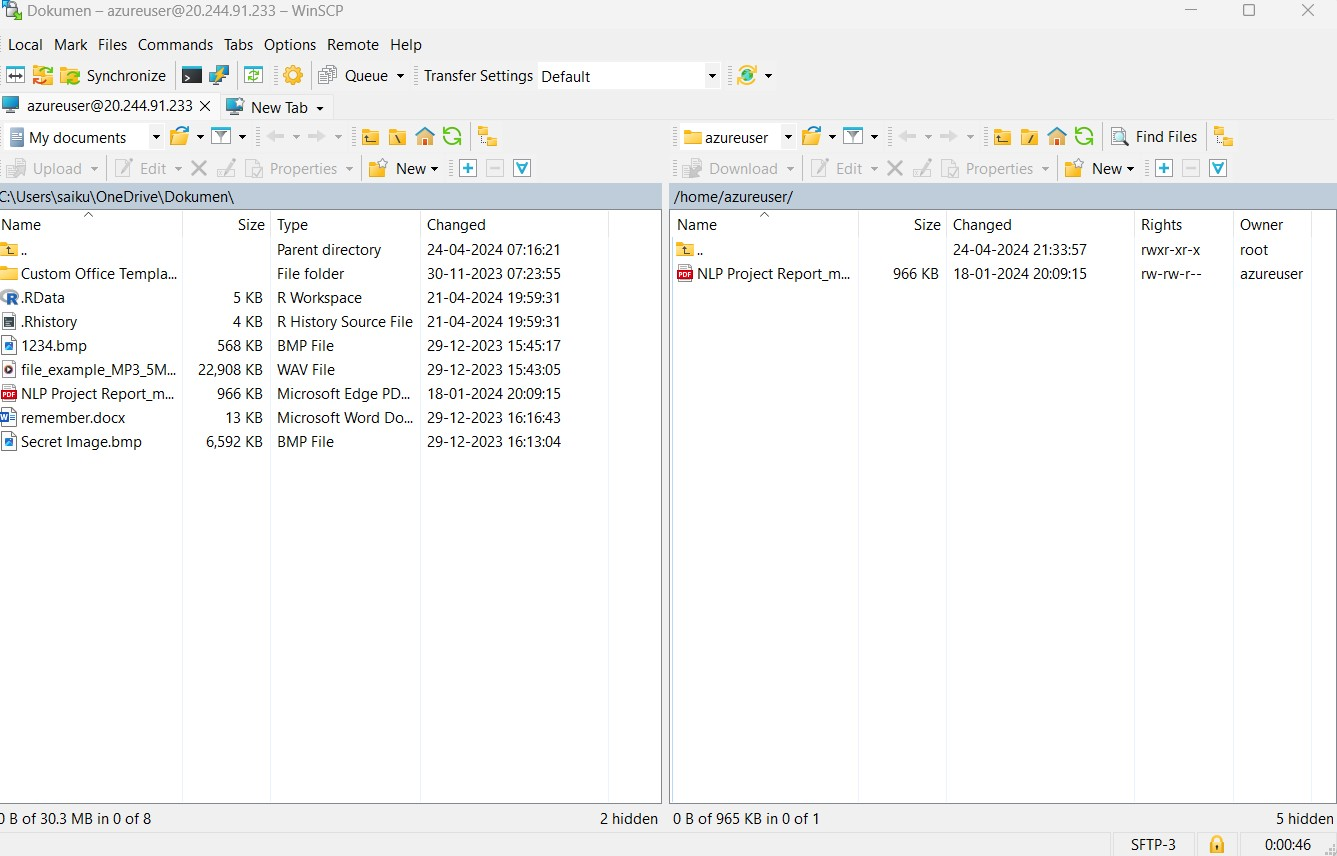 Dokumen – azureuser@20.244.91.233 – WinSCP
Local Mark Files Commands Tabs Options Remote Help
Synchronize Queue Transfer Settings Default
azureuser@20.244.91.233 New Tab
My documents azureuser Find Files
Upload Edit Properties New Download Edit Properties New
C:\Users\saiku\OneDrive\Dokumen\ /home/azureuser/
Name Size Type Changed Name Size Changed Rights Owner
.. Parent directory 24-04-2024 07:16:21 .. 24-04-2024 21:33:57 rwxr-xr-x root
Custom Office Templa... File folder 30-11-2023 07:23:55 NLP Project Report_m... 966 KB 18-01-2024 20:09:15 rw-rw-r-- azureuser
.RData 5 KB R Workspace 21-04-2024 19:59:31
.Rhistory 4 KB R History Source File 21-04-2024 19:59:31
1234.bmp 568 KB BMP File 29-12-2023 15:45:17
file_example_MP3_5M... 22,908 KB WAV File 29-12-2023 15:43:05
NLP Project Report_m... 966 KB Microsoft Edge PD... 18-01-2024 20:09:15
remember.docx 13 KB Microsoft Word Do... 29-12-2023 16:16:43
Secret Image.bmp 6,592 KB BMP File 29-12-2023 16:13:04
0 B of 30.3 MB in 0 of 8 2 hidden 0 B of 965 KB in 0 of 1 5 hidden
SFTP-3 0:00:46